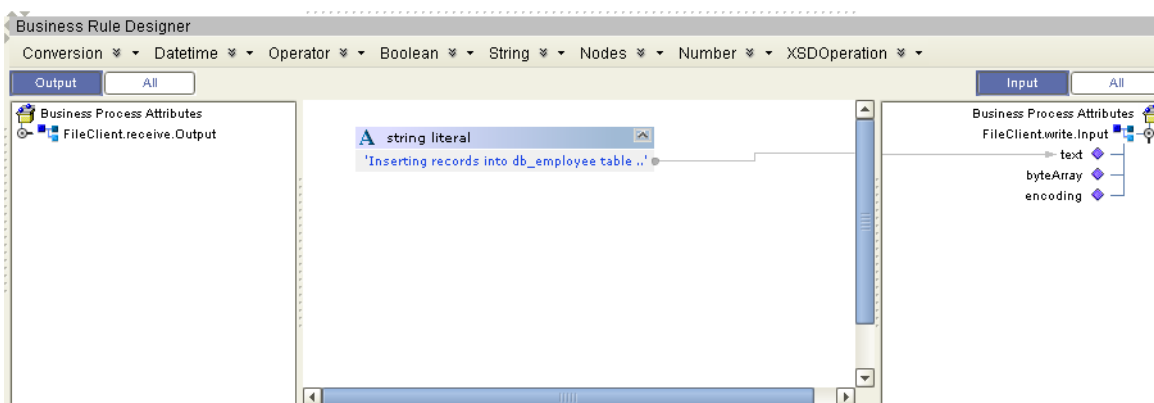 Business Rule Designer
Conversion Datetime Operator Boolean String Nodes Number XSDOperation
Output All Input All
Business Process Attributes
FileClient.receive.Output
A string literal
'Inserting records into db_employee table ..'
Business Process Attributes
FileClient.write.Input
text
byteArray
encoding